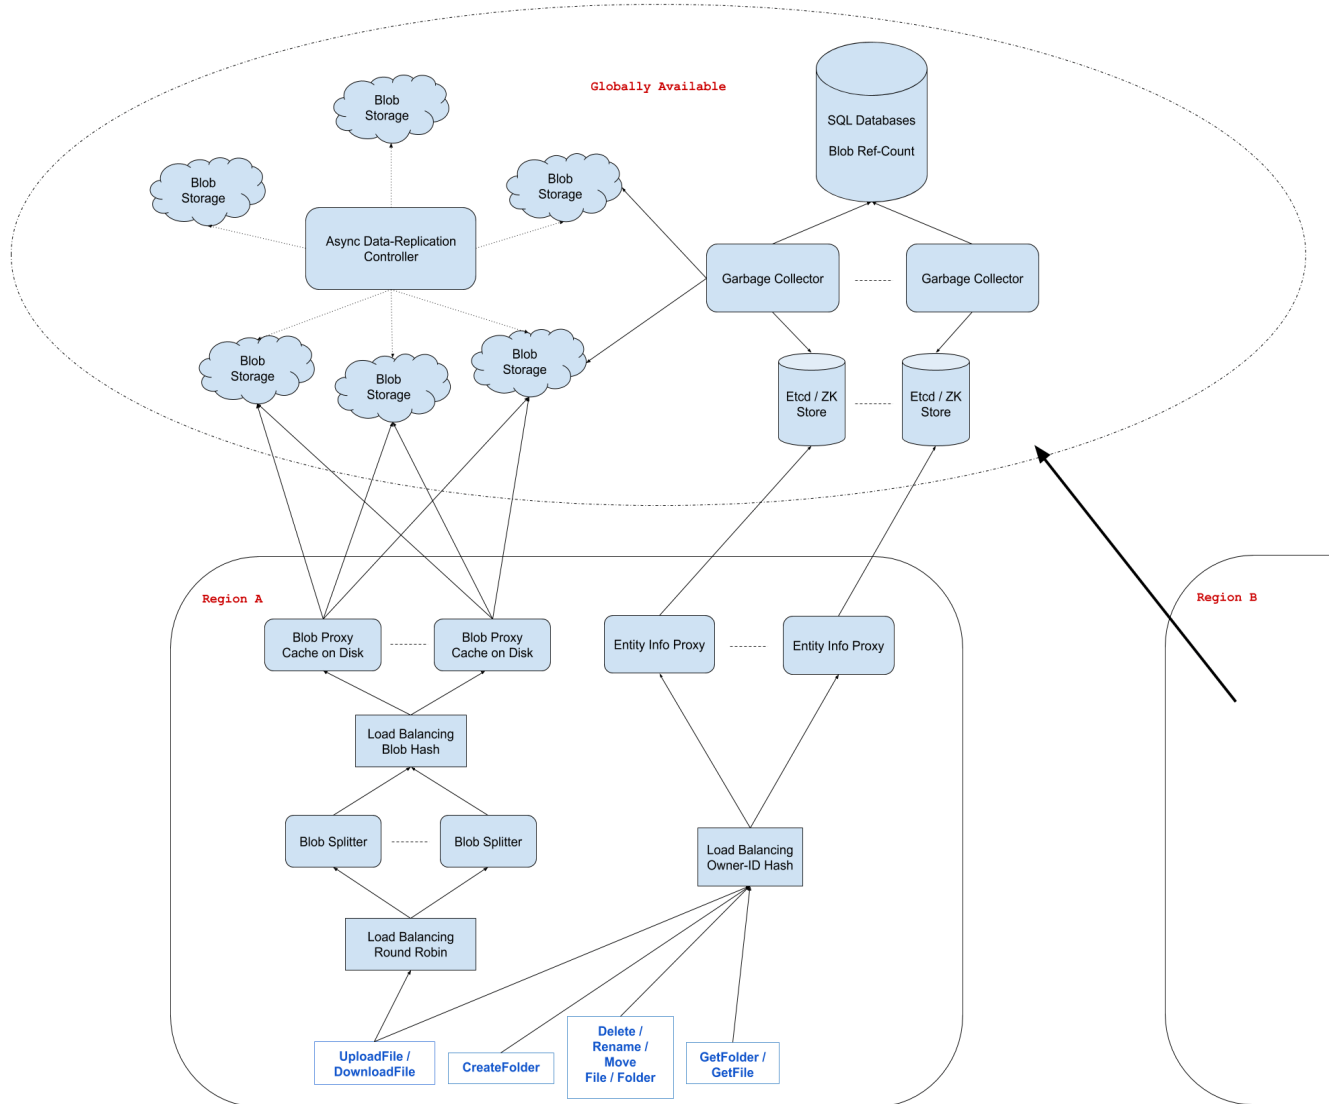 Globally Available
Blob
Storage
Blob
Storage
Blob
Storage
SQL Databases
Blob Ref-Count
Async Data-Replication
Controller
Garbage Collector
Garbage Collector
Blob
Storage
Blob
Storage
Blob
Storage
Etcd / ZK
Store
Etcd / ZK
Store
Region A
Region B
Blob Proxy
Cache on Disk
Blob Proxy
Cache on Disk
Entity Info Proxy
Entity Info Proxy
Load Balancing
Blob Hash
Blob Splitter
Blob Splitter
Load Balancing
Owner-ID Hash
Load Balancing
Round Robin
UploadFile /
DownloadFile
CreateFolder
Delete /
Rename /
Move
File / Folder
GetFolder /
GetFile